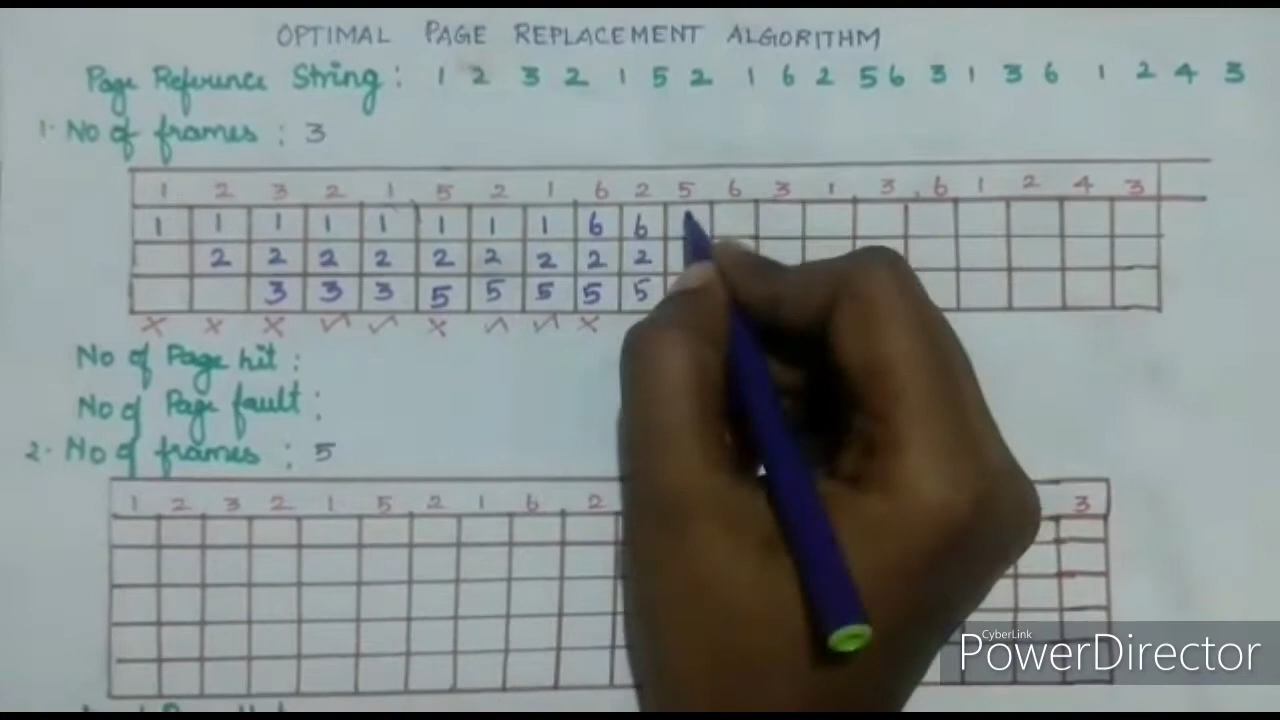 OPTIMAL PAGE REPLACEMENT ALGORITHM
Page Reference String: 1 2 3 2 1 5 2 1 6 2 5 6 3 1 3 6 1 2 4 3
1. No of frames : 3
1 2 3 2 1 5 2 1 6 2 5 6 3 1 3 6 1 2 4 3
1 1 1 1 1 1 1 1 6 6
2 2 2 2 2 2 2 2 2
3 3 3 5 5 5 5 5
× × × ✓ ✓ × ✓ ✓ ×
No of Page hit :
No of Page fault :
2. No of frames : 5
1 2 3 2 1 5 2 1 6 2 3
CyberLink
PowerDirector